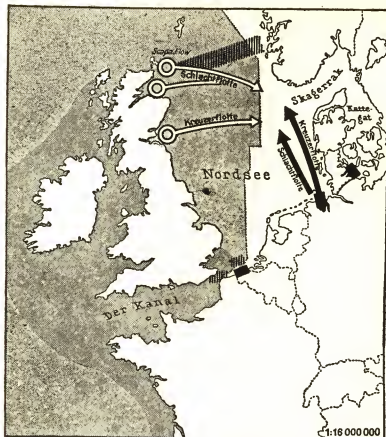 Scapa Flow
Schlachtflotte
Kreuzerflotte
Nordsee
Skagerrak
Katte-
gat
Kreuzerflotte
Schlachtflotte
Der Kanal
1:16 000 000